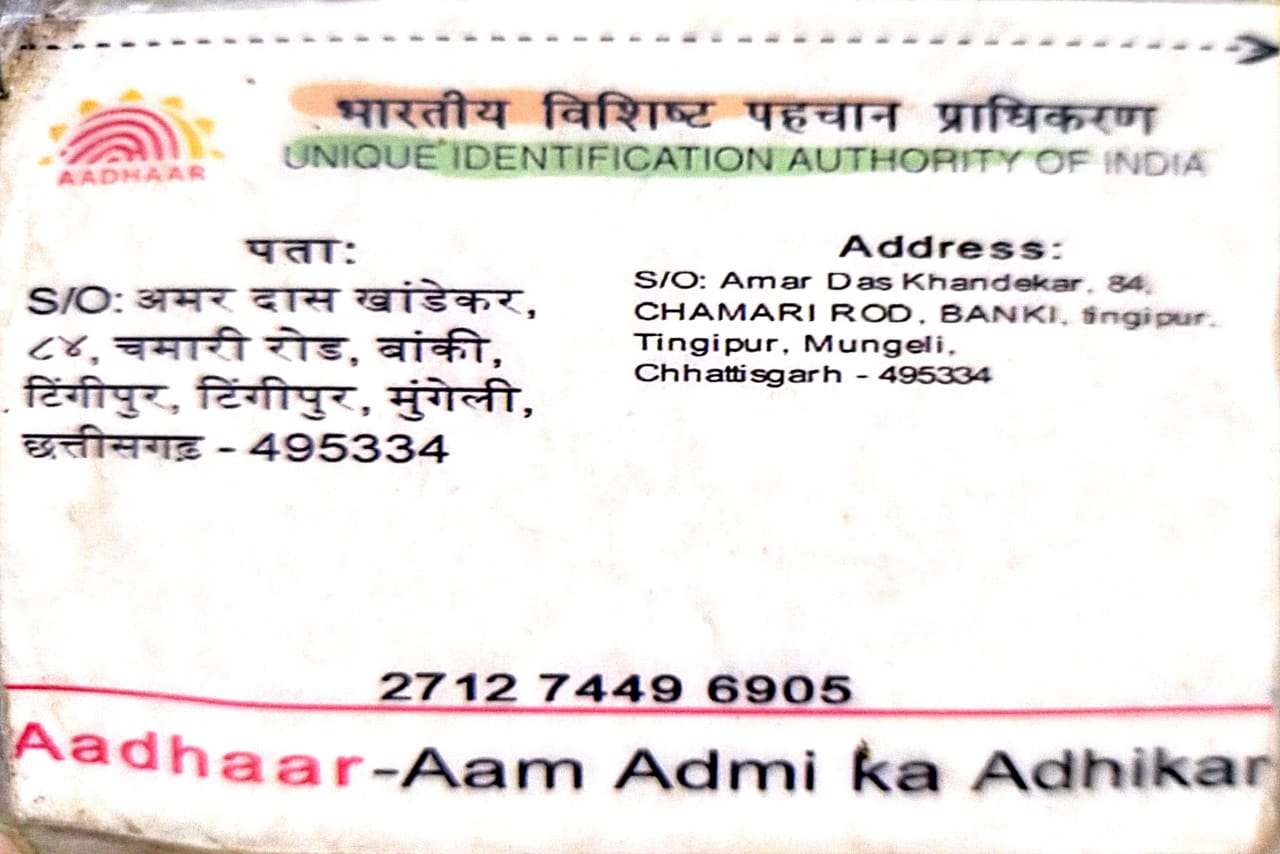 भारतीय विशिष्ट पहचान प्राधिकरण
UNIQUE IDENTIFICATION AUTHORITY OF INDIA
AADHAAR
पता:
S/O: अमर दास खांडेकर,
८४, चमारी रोड, बांकी,
टिंगीपुर, टिंगीपुर, मुंगेली,
छत्तीसगढ़ - 495334
Address:
S/O: Amar Das Khandekar, 84,
CHAMARI ROD, BANKI, tingipur,
Tingipur, Mungeli,
Chhattisgarh - 495334
2712 7449 6905
Aadhaar-Aam Admi ka Adhikar